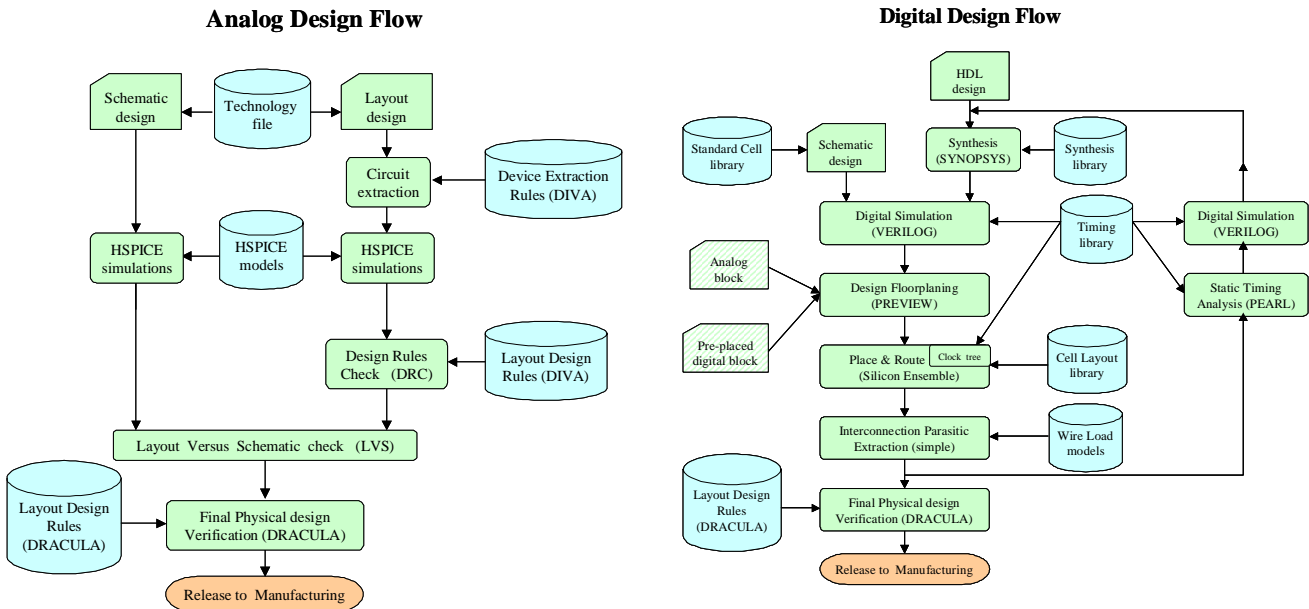 Analog Design Flow
Schematic
design
Technology
file
Layout
design
Circuit
extraction
Device Extraction
Rules (DIVA)
HSPICE
simulations
HSPICE
models
HSPICE
simulations
Design Rules
Check (DRC)
Layout Design
Rules (DIVA)
Layout Versus Schematic check (LVS)
Layout Design
Rules
(DRACULA)
Final Physical design
Verification (DRACULA)
Release to Manufacturing
Digital Design Flow
HDL
design
Standard Cell
library
Schematic
design
Synthesis
(SYNOPSYS)
Synthesis
library
Digital Simulation
(VERILOG)
Timing
library
Digital Simulation
(VERILOG)
Analog
block
Design Floorplaning
(PREVIEW)
Static Timing
Analysis (PEARL)
Pre-placed
digital block
Place & Route
(Silicon Ensemble)
Clock tree
Cell Layout
library
Interconnection Parasitic
Extraction (simple)
Wire Load
models
Layout Design
Rules
(DRACULA)
Final Physical design
Verification (DRACULA)
Release to Manufacturing